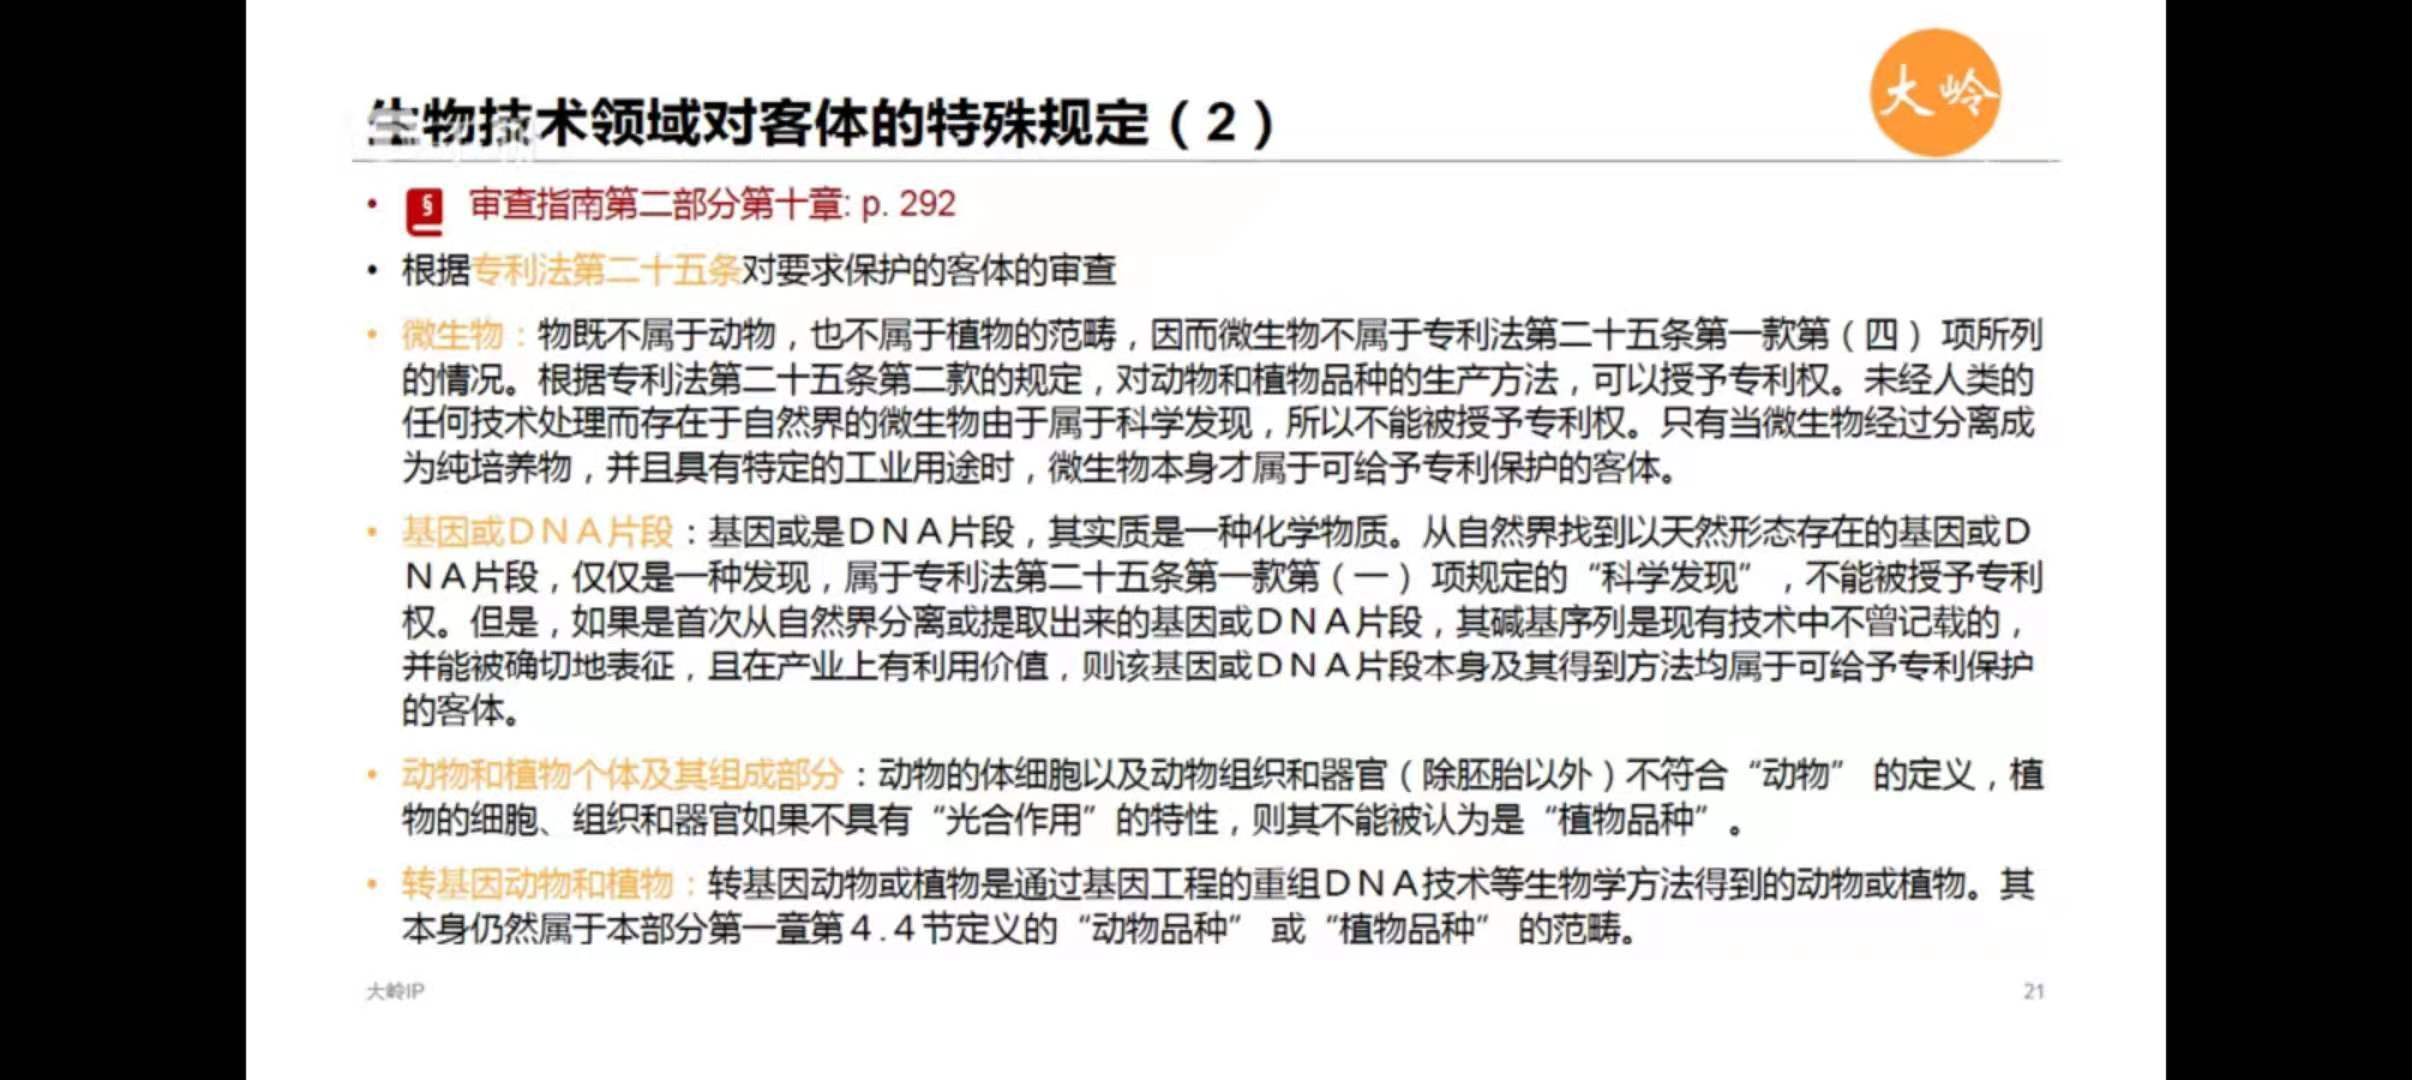 大岭
生物技术领域对客体的特殊规定（2）
• § 审查指南第二部分第十章: p. 292
• 根据专利法第二十五条对要求保护的客体的审查
• 微生物：物既不属于动物，也不属于植物的范畴，因而微生物不属于专利法第二十五条第一款第（四） 项所列
的情况。根据专利法第二十五条第二款的规定，对动物和植物品种的生产方法，可以授予专利权。未经人类的
任何技术处理而存在于自然界的微生物由于属于科学发现，所以不能被授予专利权。只有当微生物经过分离成
为纯培养物，并且具有特定的工业用途时，微生物本身才属于可给予专利保护的客体。
• 基因或ＤＮＡ片段：基因或是ＤＮＡ片段，其实质是一种化学物质。从自然界找到以天然形态存在的基因或Ｄ
ＮＡ片段，仅仅是一种发现，属于专利法第二十五条第一款第（一） 项规定的“科学发现”，不能被授予专利
权。但是，如果是首次从自然界分离或提取出来的基因或ＤＮＡ片段，其碱基序列是现有技术中不曾记载的，
并能被确切地表征，且在产业上有利用价值，则该基因或ＤＮＡ片段本身及其得到方法均属于可给予专利保护
的客体。
• 动物和植物个体及其组成部分：动物的体细胞以及动物组织和器官（除胚胎以外）不符合“动物” 的定义，植
物的细胞、组织和器官如果不具有“光合作用”的特性，则其不能被认为是“植物品种”。
• 转基因动物和植物：转基因动物或植物是通过基因工程的重组ＤＮＡ技术等生物学方法得到的动物或植物。其
本身仍然属于本部分第一章第４.４节定义的“动物品种” 或“植物品种” 的范畴。
大岭IP
21